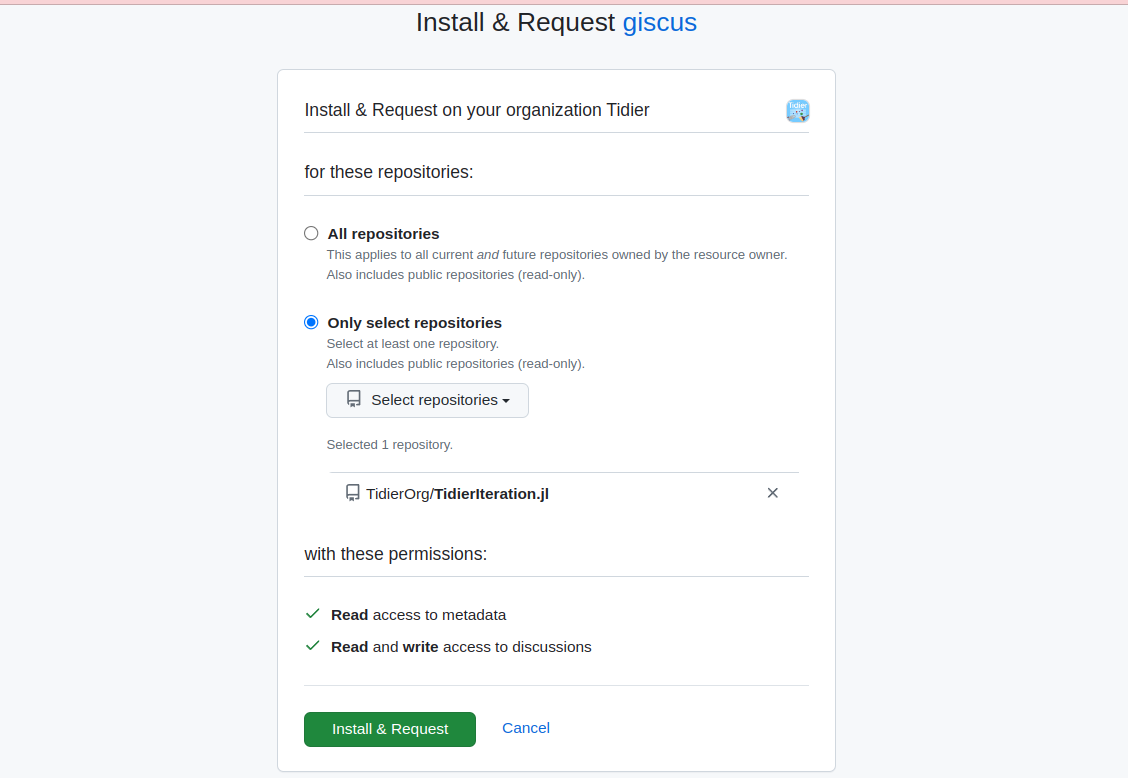 Install & Request giscus
Install & Request on your organization Tidier
Tidier
for these repositories:
All repositories
This applies to all current and future repositories owned by the resource owner.
Also includes public repositories (read-only).
Only select repositories
Select at least one repository.
Also includes public repositories (read-only).
Select repositories
Selected 1 repository.
TidierOrg/TidierIteration.jl
with these permissions:
Read access to metadata
Read and write access to discussions
Install & Request
Cancel